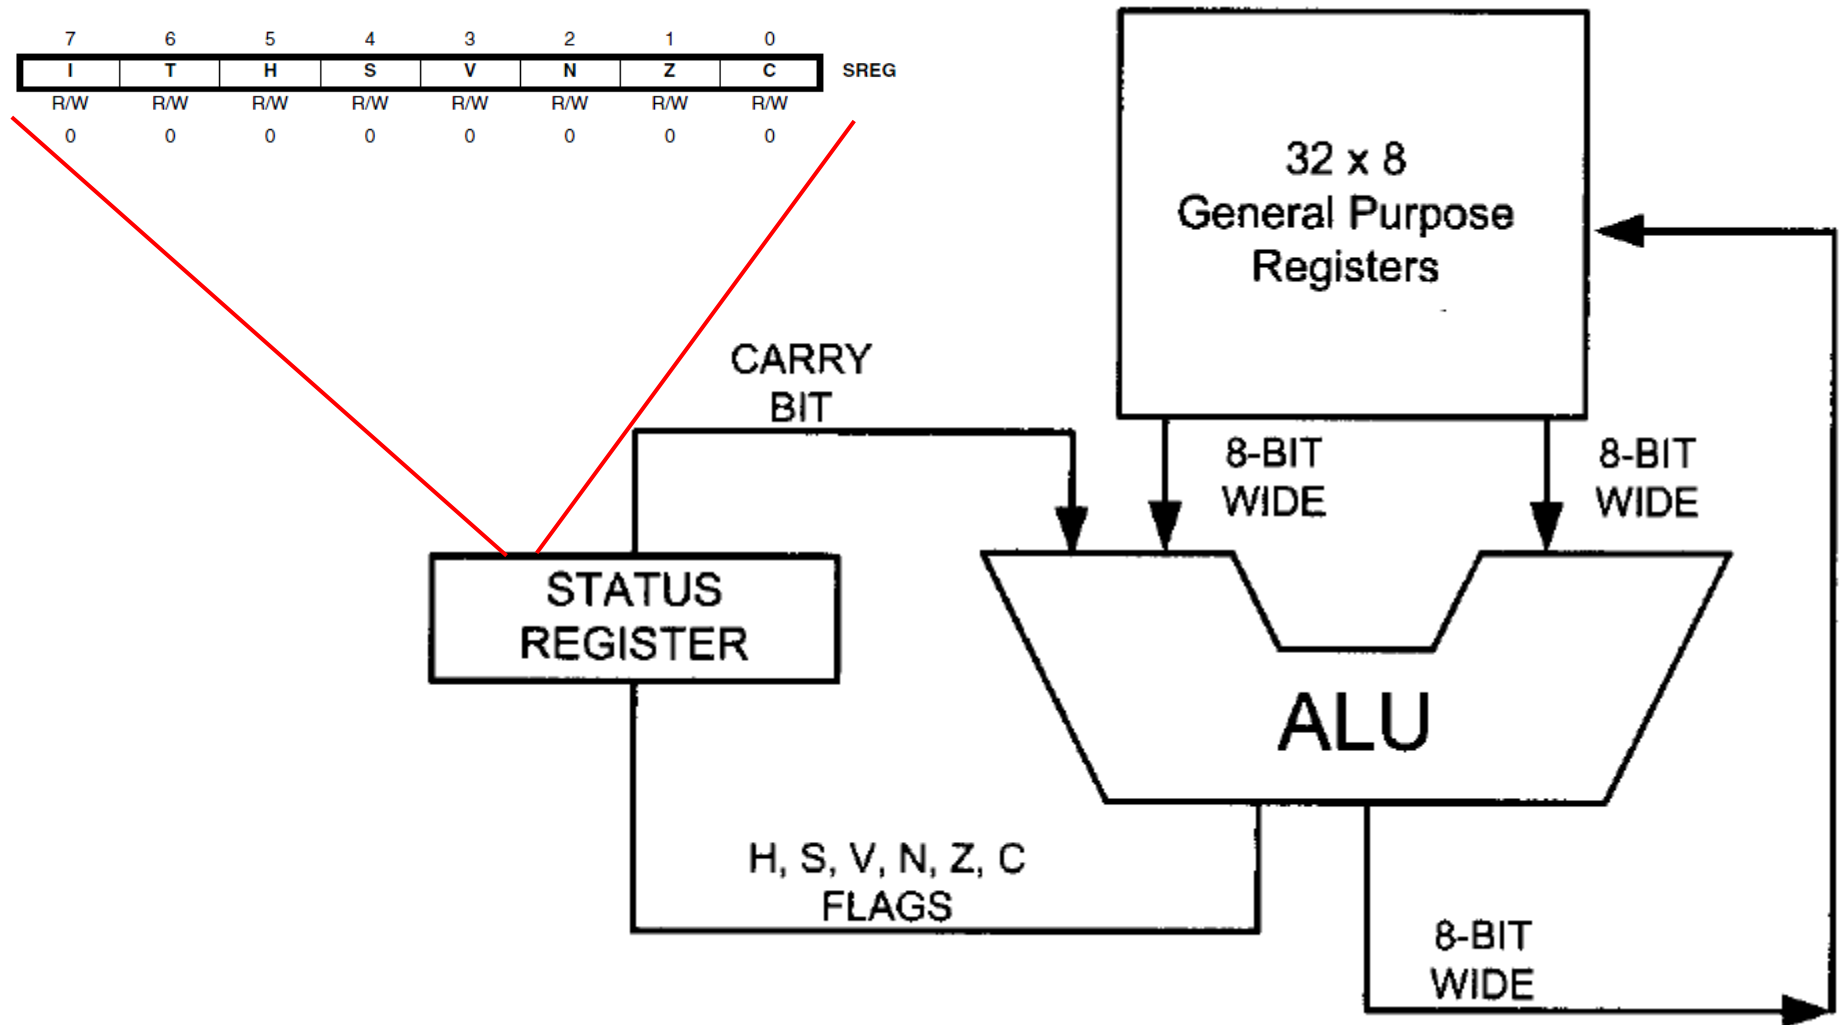 7 6 5 4 3 2 1 0
I T H S V N Z C SREG
R/W R/W R/W R/W R/W R/W R/W R/W
0 0 0 0 0 0 0 0
32 x 8
General Purpose
Registers
CARRY
BIT
8-BIT
WIDE
8-BIT
WIDE
STATUS
REGISTER
ALU
H, S, V, N, Z, C
FLAGS
8-BIT
WIDE